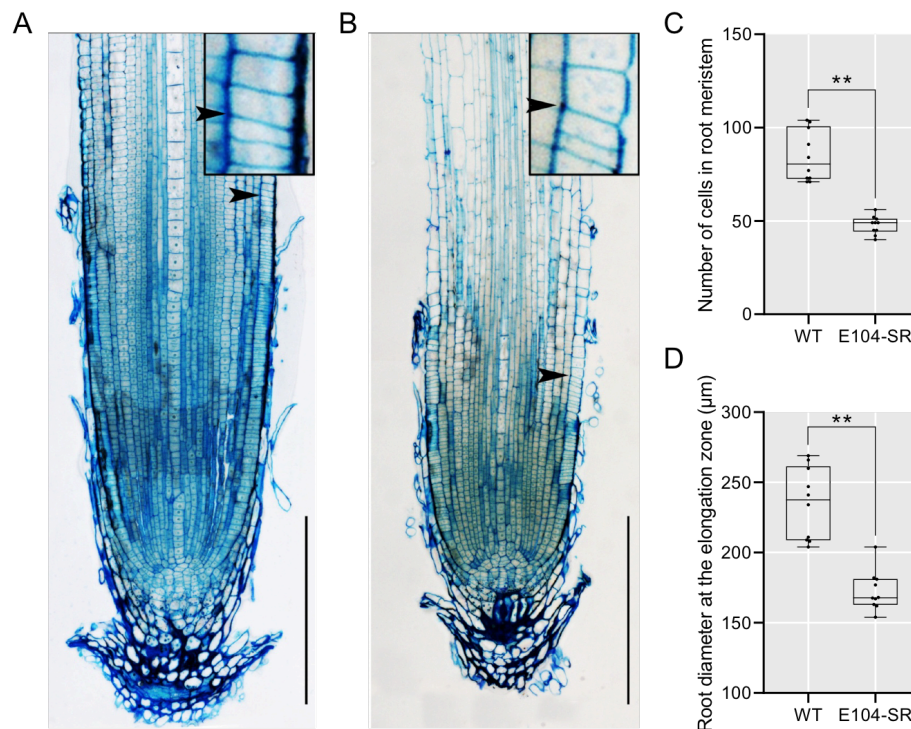 A
B
C
Number of cells in root meristem
150
100
50
0
**
WT
E104-SR
D
Root diameter at the elongation zone (μm)
300
250
200
150
100
**
WT
E104-SR